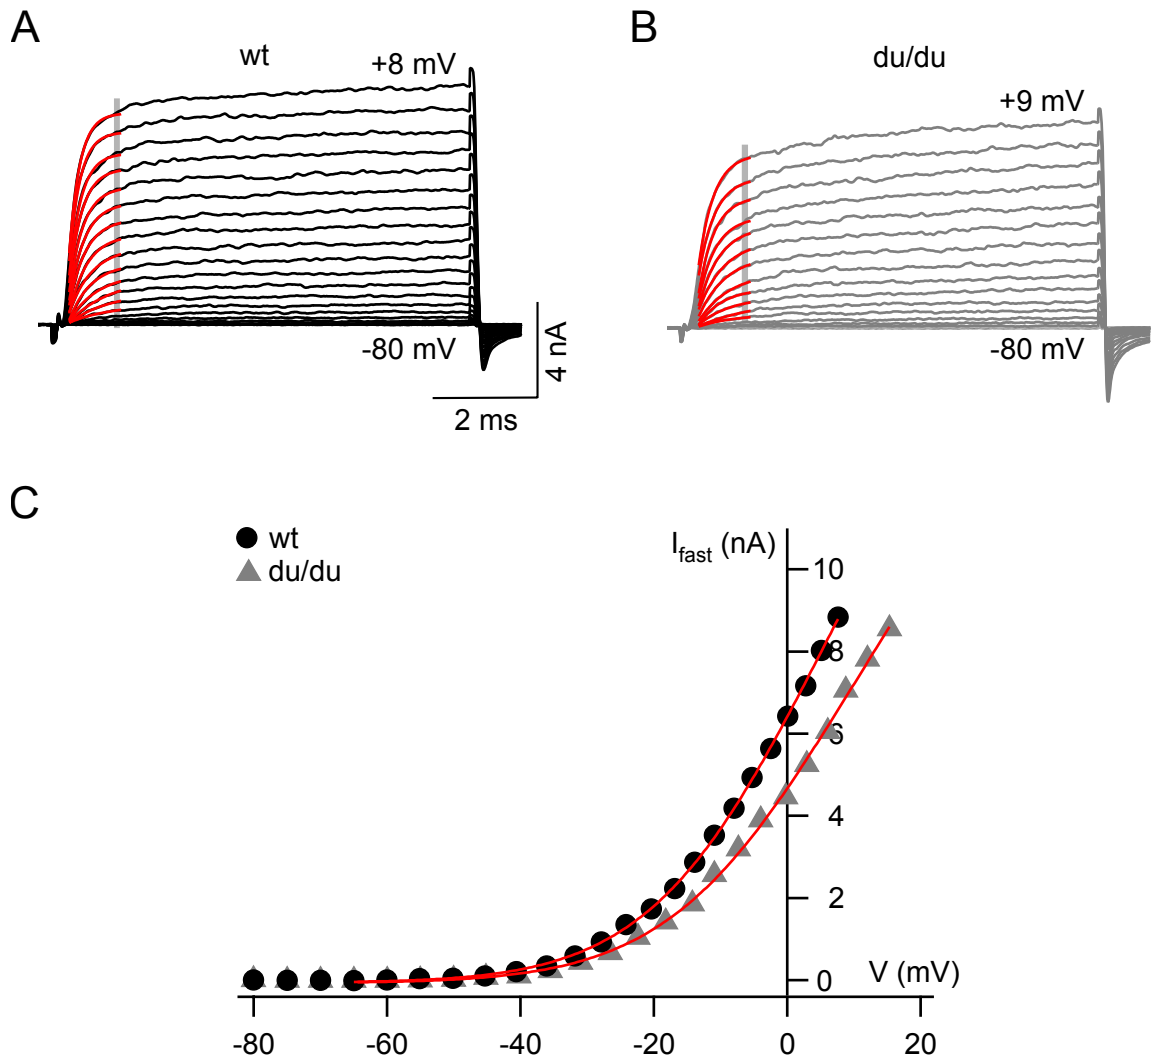 A
wt
+8 mV
-80 mV
4 nA
2 ms
B
du/du
+9 mV
-80 mV
C
wt
du/du
I_fast (nA)
10
8
6
4
2
0
V (mV)
-80
-60
-40
-20
0
20